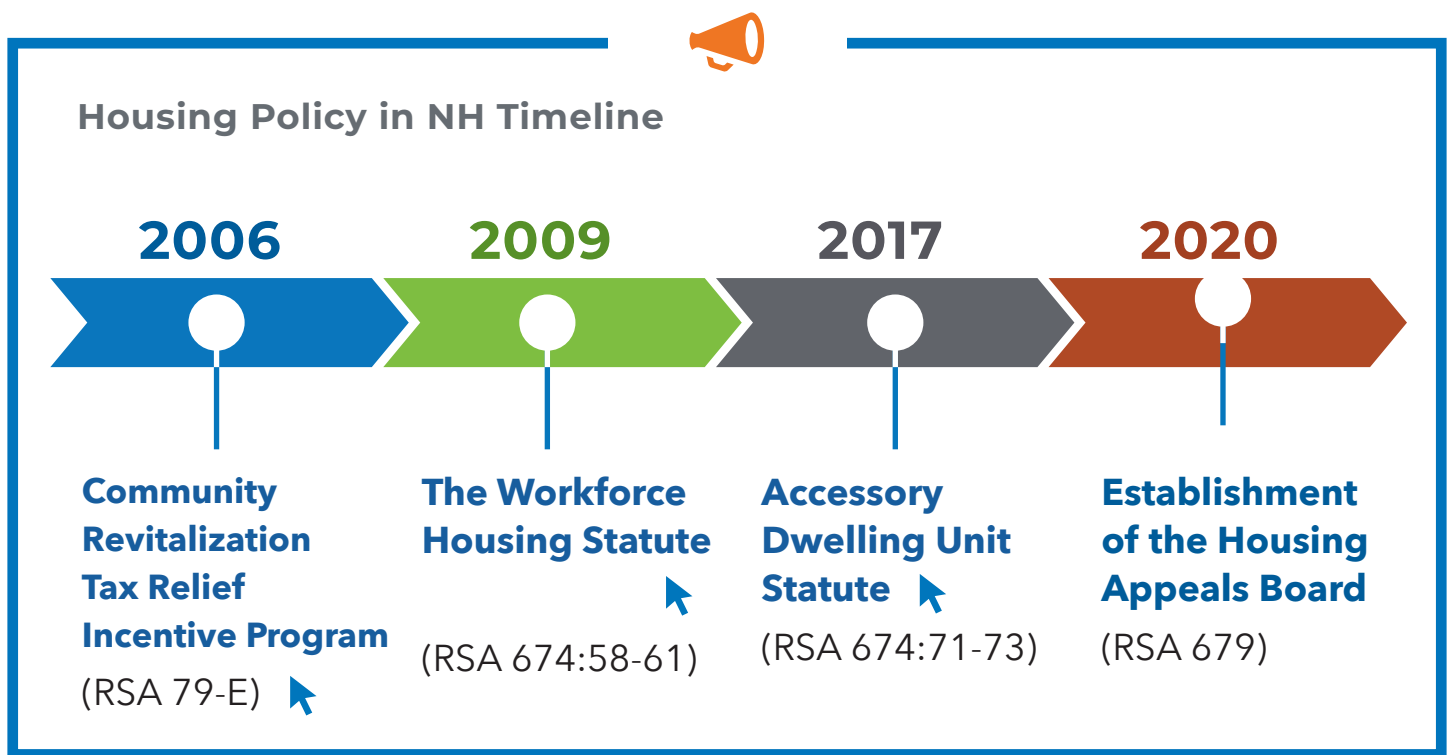 Housing Policy in NH Timeline
2006
2009
2017
2020
Community
Revitalization
Tax Relief
Incentive Program
(RSA 79-E)
The Workforce
Housing Statute
(RSA 674:58-61)
Accessory
Dwelling Unit
Statute
(RSA 674:71-73)
Establishment
of the Housing
Appeals Board
(RSA 679)